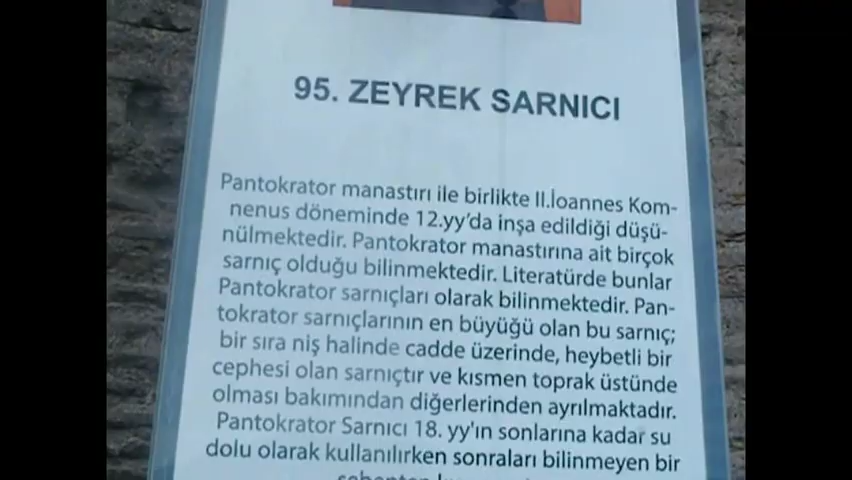 95. ZEYREK SARNICI
Pantokrator manastırı ile birlikte II.İoannes Kom-
nenus döneminde 12.yy'da inşa edildiği düşü-
nülmektedir. Pantokrator manastırına ait birçok
sarnıç olduğu bilinmektedir. Literatürde bunlar
Pantokrator sarnıçları olarak bilinmektedir. Pan-
tokrator sarnıçlarının en büyüğü olan bu sarnıç;
bir sıra niş halinde cadde üzerinde, heybetli bir
cephesi olan sarnıçtır ve kısmen toprak üstünde
olması bakımından diğerlerinden ayrılmaktadır.
Pantokrator Sarnıcı 18. yy'ın sonlarına kadar su
dolu olarak kullanılırken sonraları bilinmeyen bir